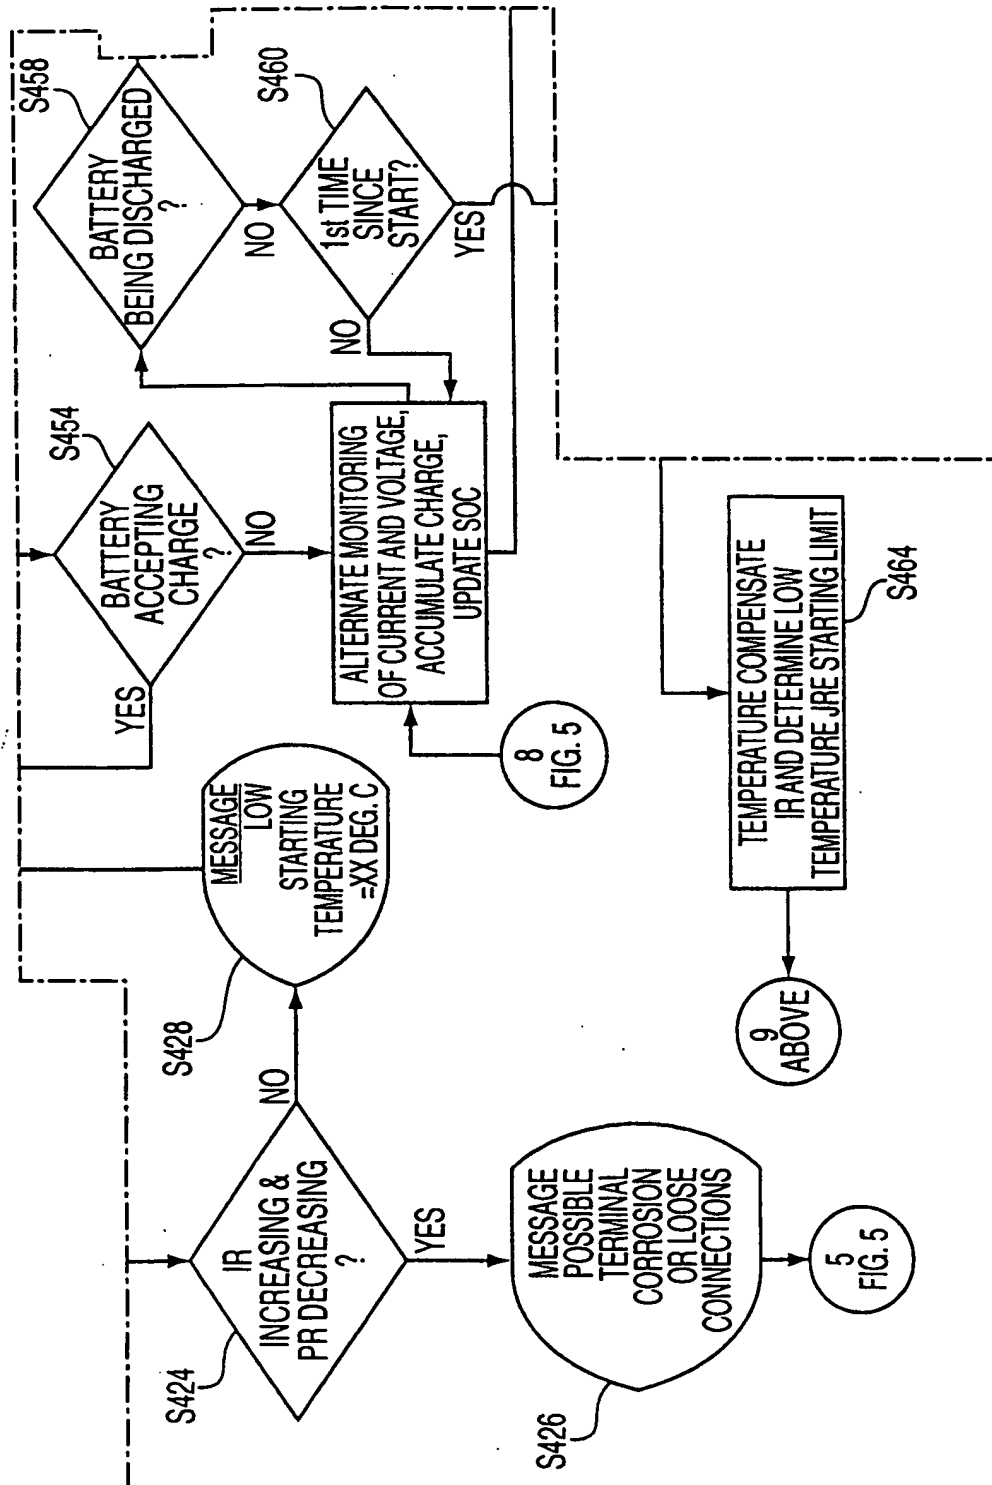 S424
IR
INCREASING &
PR DECREASING
?
NO
YES
S428
MESSAGE
LOW
STARTING
TEMPERATURE
=XX DEG. C
S426
MESSAGE
POSSIBLE
TERMINAL
CORROSION
OR LOOSE
CONNECTIONS
5
FIG. 5
S454
BATTERY
ACCEPTING
CHARGE
?
YES
NO
ALTERNATE MONITORING
OF CURRENT AND VOLTAGE,
ACCUMULATE CHARGE,
UPDATE SOC
8
FIG. 5
S458
BATTERY
BEING DISCHARGED
?
NO
S460
1st TIME
SINCE
START?
NO
YES
TEMPERATURE COMPENSATE
IR AND DETERMINE LOW
TEMPERATURE JRE STARTING LIMIT
S464
9
ABOVE